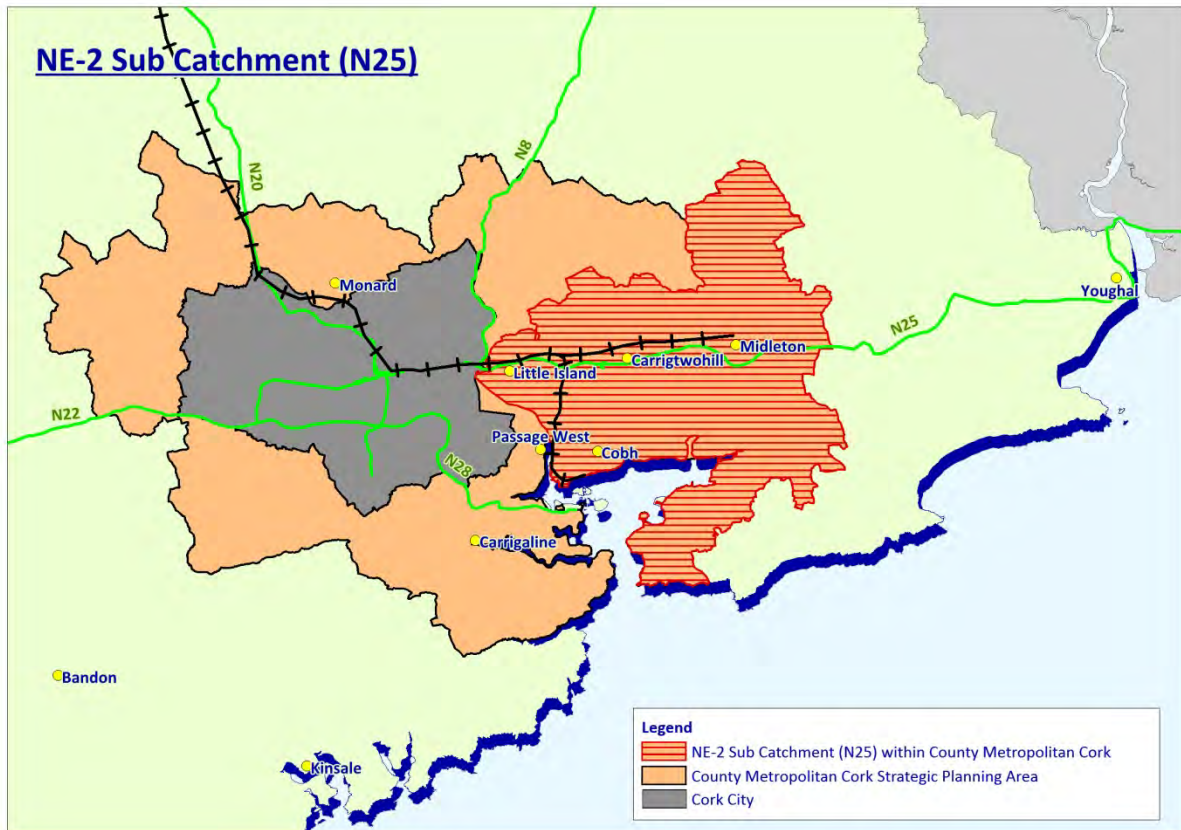 NE-2 Sub Catchment (N25)
N20
N8
Monard
Youghal
N25
Midleton
Carrigtwohill
Little Island
N22
Passage West
Cobh
N28
Carrigaline
Bandon
Kinsale
Legend
NE-2 Sub Catchment (N25) within County Metropolitan Cork
County Metropolitan Cork Strategic Planning Area
Cork City